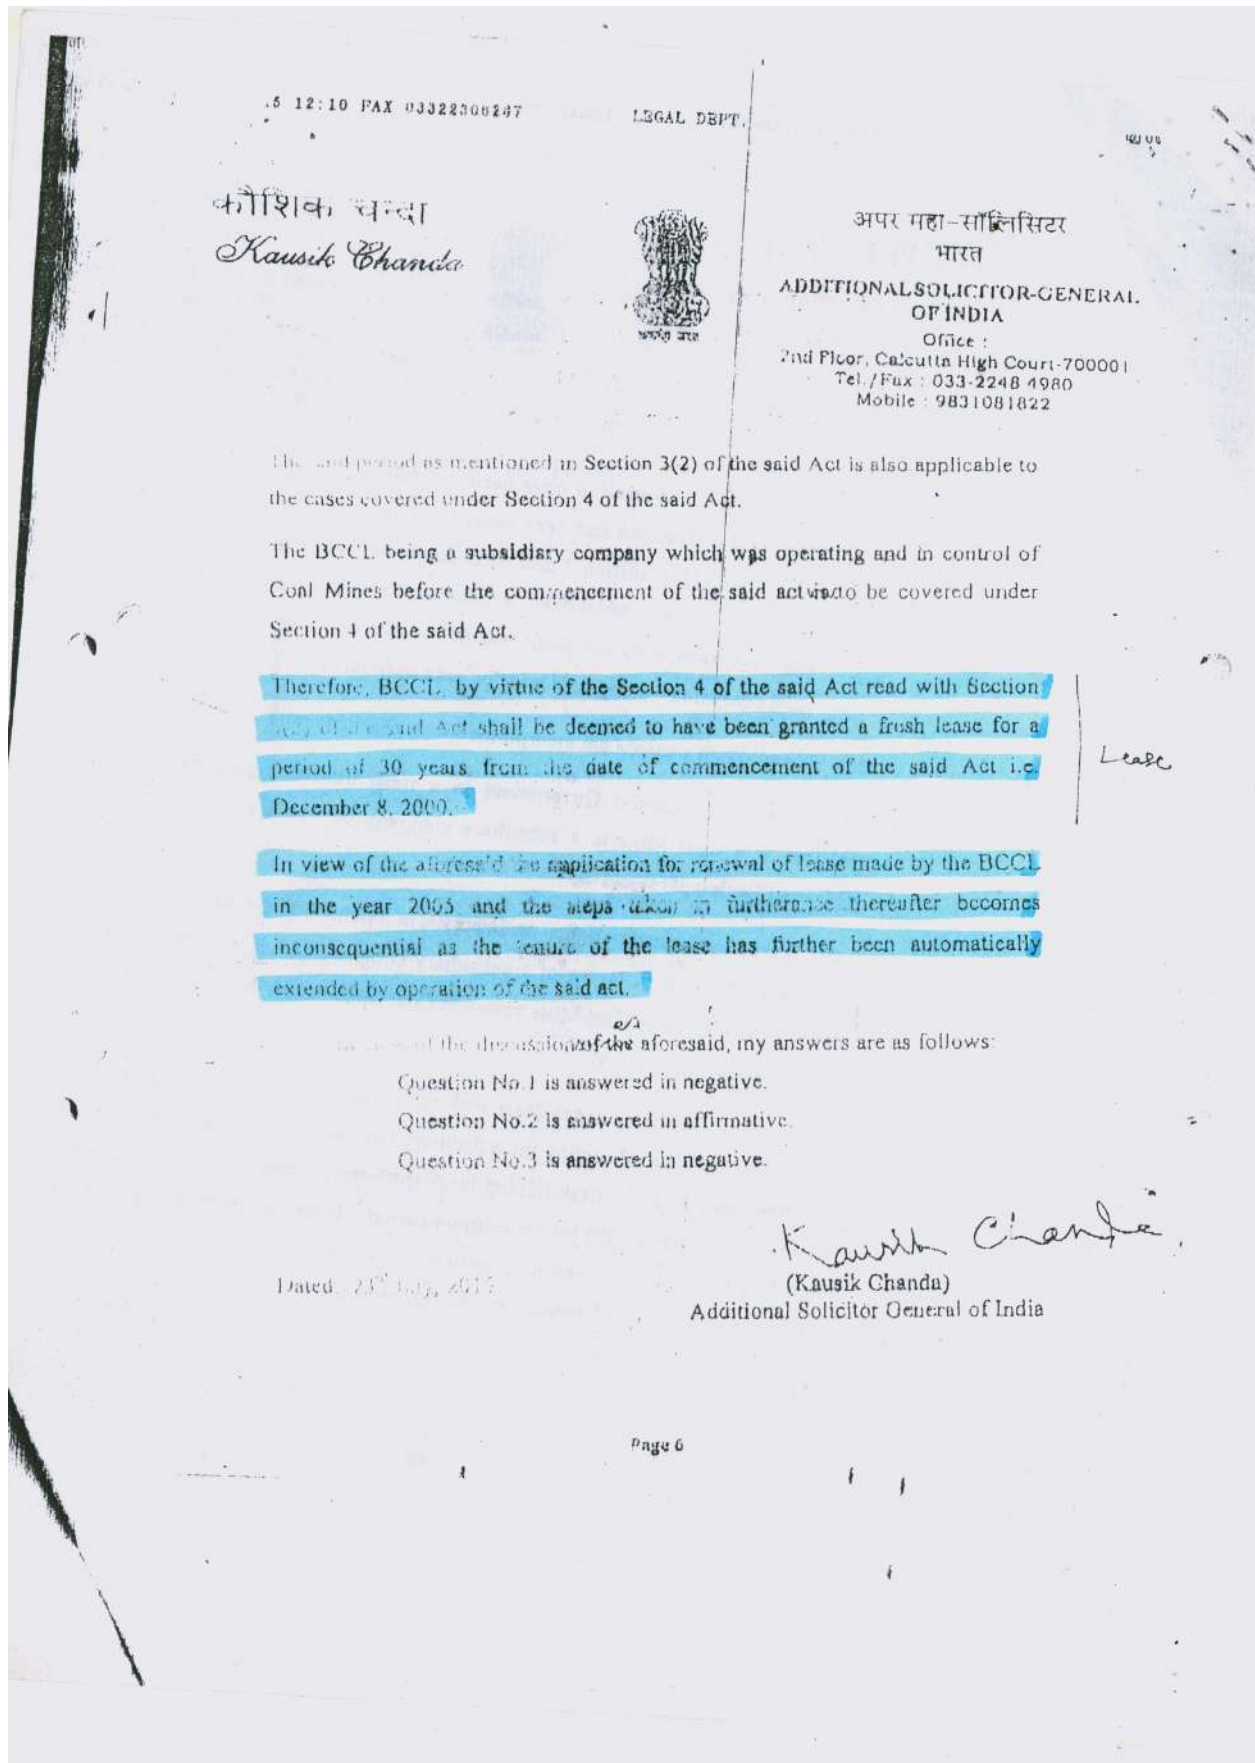 .5 12:10 FAX 03322306247 LEGAL DEPT.
कौशिक चन्दा
Kausik Chanda
अपर महा-सॉलिसिटर
भारत
ADDITIONAL SOLICITOR-GENERAL
OF INDIA
Office :
2nd Floor, Calcutta High Court-700001
Tel./Fax : 033-2248 4980
Mobile : 9831081822
The said period as mentioned in Section 3(2) of the said Act is also applicable to
the cases covered under Section 4 of the said Act.
The BCCL being a subsidiary company which was operating and in control of
Coal Mines before the commencement of the said act is to be covered under
Section 4 of the said Act.
Therefore, BCCL by virtue of the Section 4 of the said Act read with Section
said Act shall be deemed to have been granted a fresh lease for a
period of 30 years from the date of commencement of the said Act i.e.
December 8, 2000.
Lease
In view of the aforesaid the application for renewal of lease made by the BCCL
in the year 2005 and the steps taken in furtherance thereafter becomes
inconsequential as the tenure of the lease has further been automatically
extended by operation of the said act.
of the discussion of the aforesaid, my answers are as follows:
Question No.1 is answered in negative.
Question No.2 is answered in affirmative.
Question No.3 is answered in negative.
Kausik Chanda
Dated, 23rd
(Kausik Chanda)
Additional Solicitor General of India
Page 6